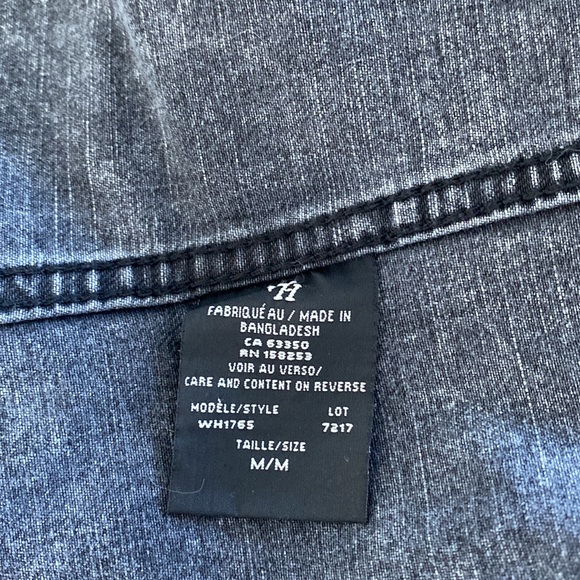 FABRIQUÉ AU / MADE IN
BANGLADESH
CA 63350
RN 158253
VOIR AU VERSO/
CARE AND CONTENT ON REVERSE
MODÈLE/STYLE LOT
WH1765 7217
TAILLE/SIZE
M/M